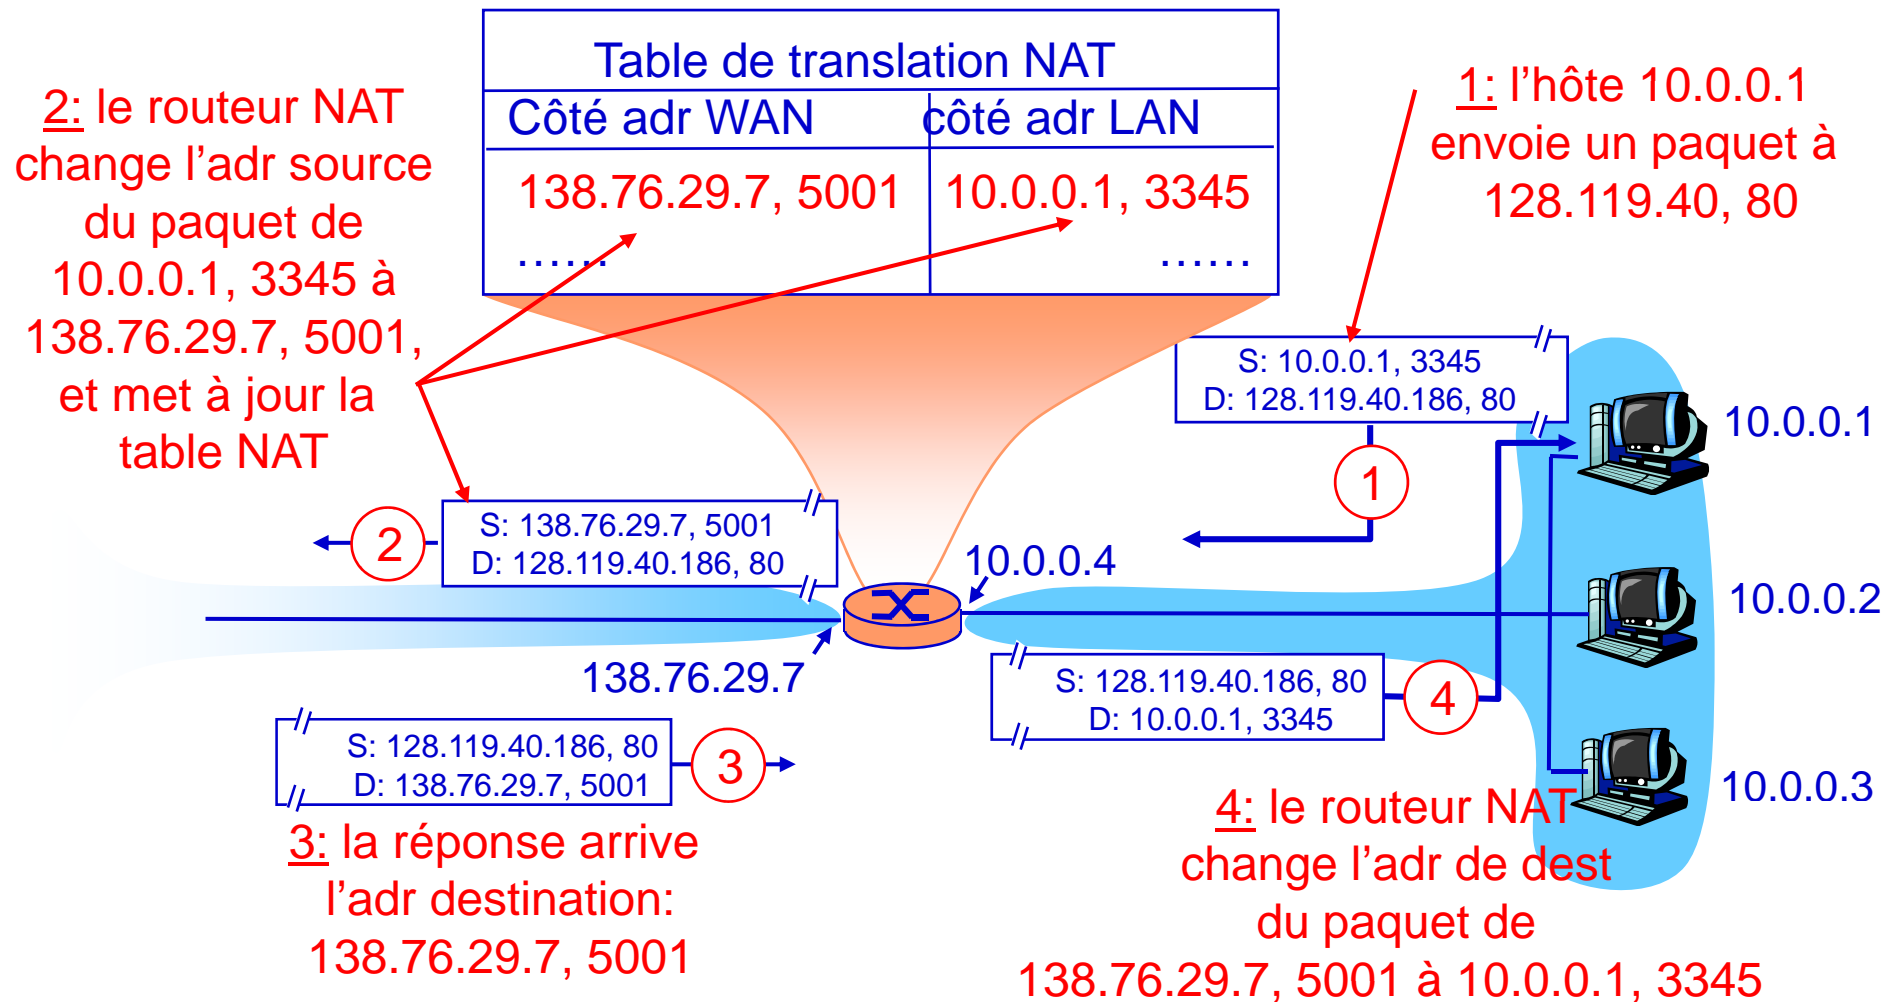 Table de translation NAT
Côté adr WAN côté adr LAN
138.76.29.7, 5001 10.0.0.1, 3345
…… ……
2: le routeur NAT
change l’adr source
du paquet de
10.0.0.1, 3345 à
138.76.29.7, 5001,
et met à jour la
table NAT
1: l’hôte 10.0.0.1
envoie un paquet à
128.119.40, 80
S: 10.0.0.1, 3345
D: 128.119.40.186, 80
1
10.0.0.1
2
S: 138.76.29.7, 5001
D: 128.119.40.186, 80
10.0.0.4
10.0.0.2
138.76.29.7
S: 128.119.40.186, 80
D: 10.0.0.1, 3345
4
S: 128.119.40.186, 80
D: 138.76.29.7, 5001
3
10.0.0.3
3: la réponse arrive
l’adr destination:
138.76.29.7, 5001
4: le routeur NAT
change l’adr de dest
du paquet de
138.76.29.7, 5001 à 10.0.0.1, 3345